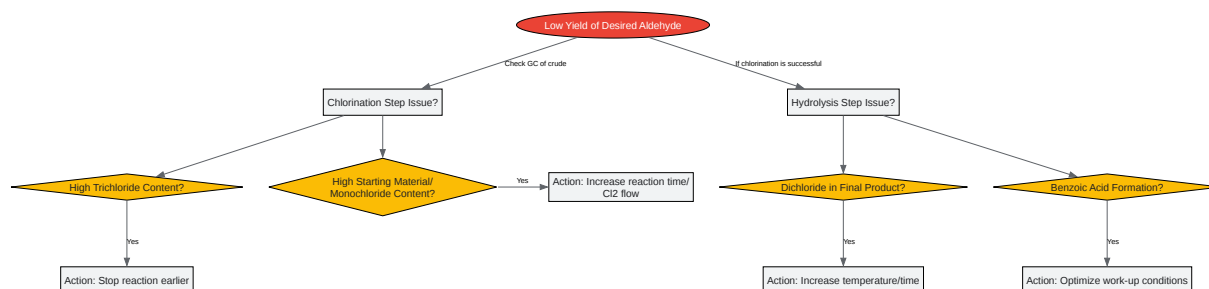 Low Yield of Desired Aldehyde
Check GC of crude
If chlorination is successful
Chlorination Step Issue?
Hydrolysis Step Issue?
High Trichloride Content?
High Starting Material/
Monochloride Content?
Yes
Action: Increase reaction time/
Cl2 flow
Dichloride in Final Product?
Benzoic Acid Formation?
Yes
Yes
Yes
Action: Stop reaction earlier
Action: Increase temperature/time
Action: Optimize work-up conditions